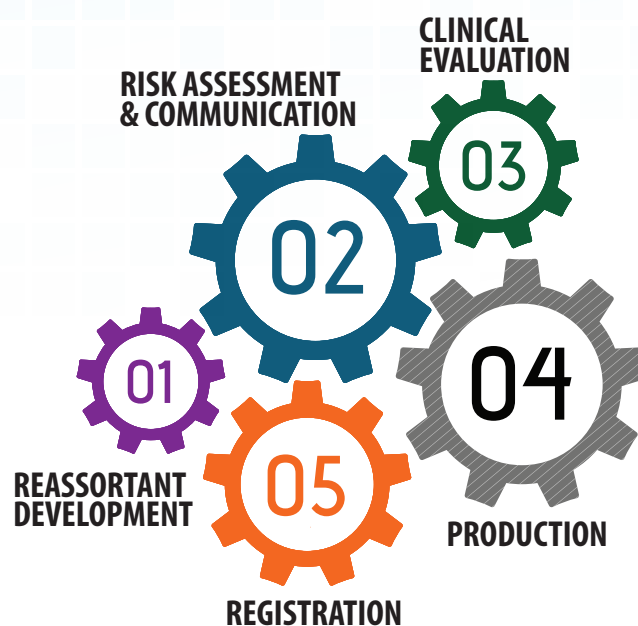 CLINICAL
EVALUATION
RISK ASSESSMENT
& COMMUNICATION
03
02
01
04
05
REASSORTANT
DEVELOPMENT
PRODUCTION
REGISTRATION